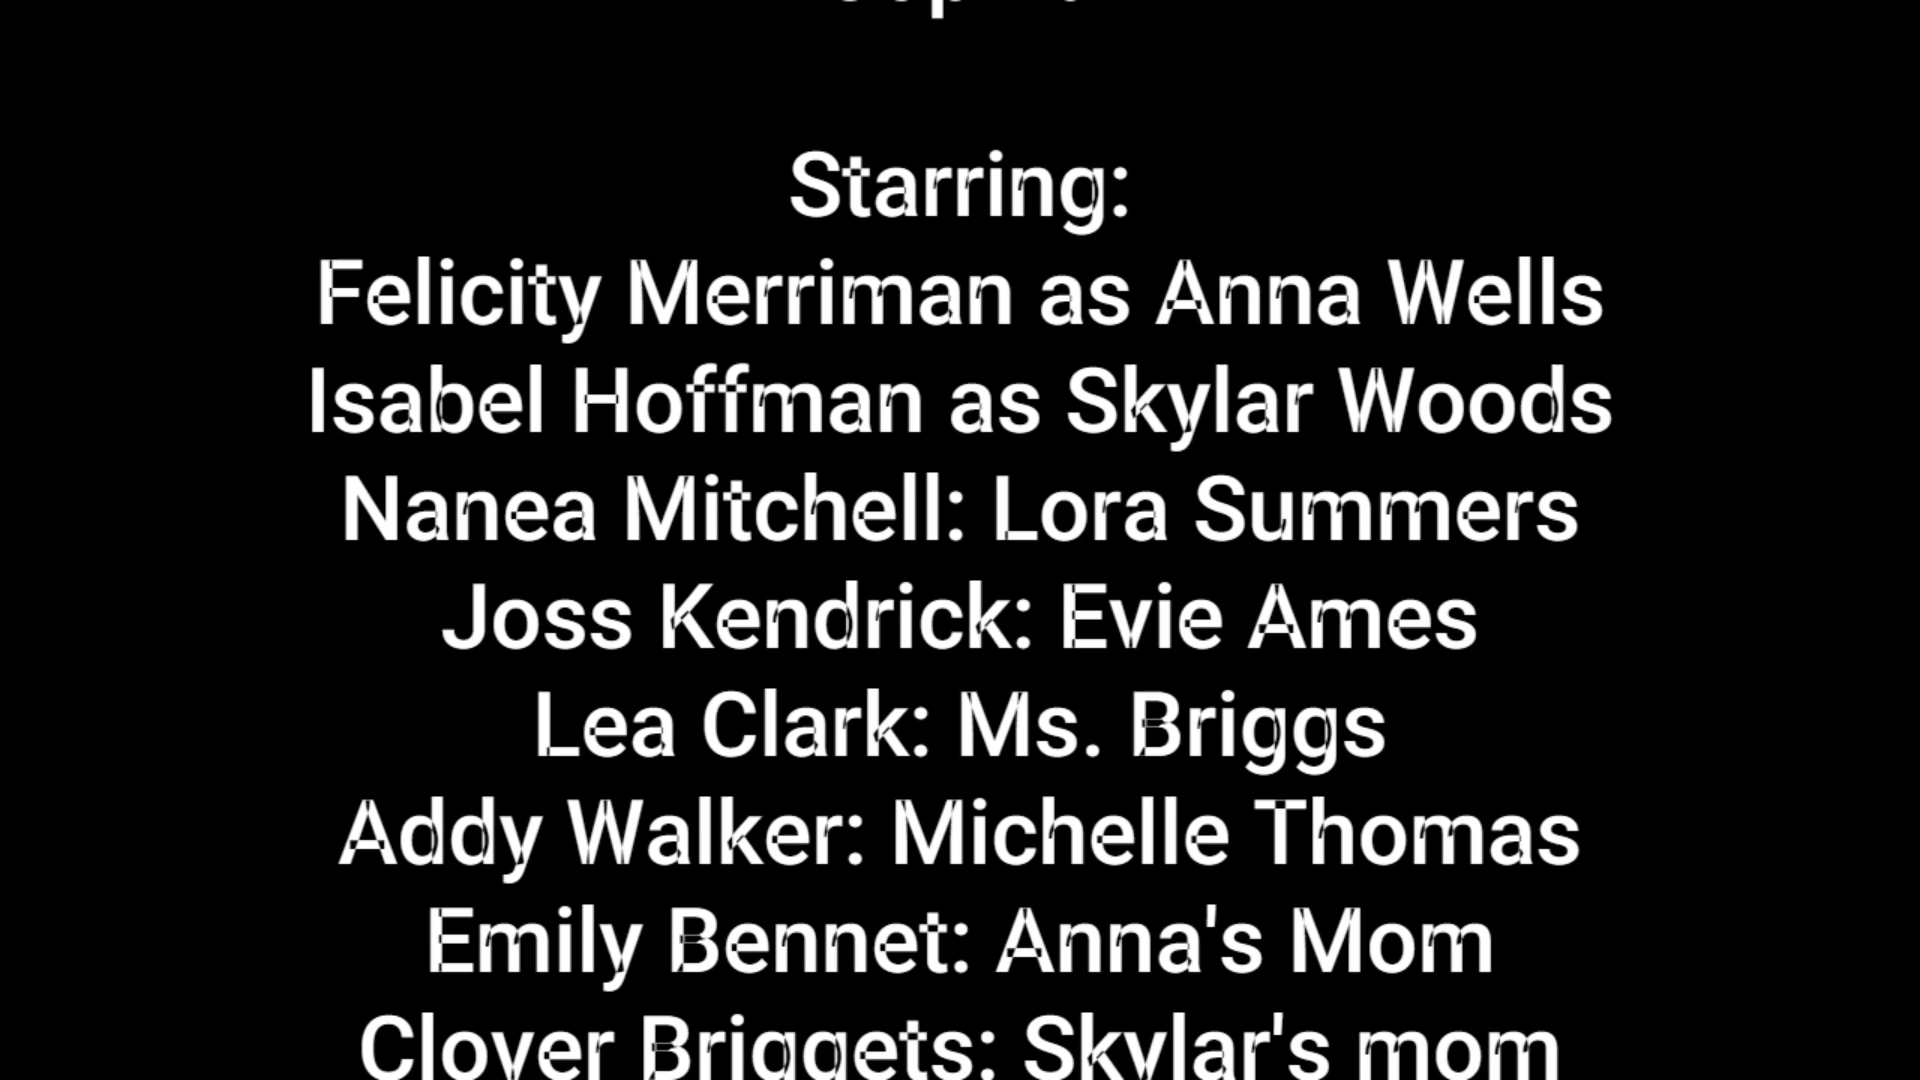 Starring:
Felicity Merriman as Anna Wells
Isabel Hoffman as Skylar Woods
Nanea Mitchell: Lora Summers
Joss Kendrick: Evie Ames
Lea Clark: Ms. Briggs
Addy Walker: Michelle Thomas
Emily Bennet: Anna's Mom
Clover Briggets: Skylar's mom